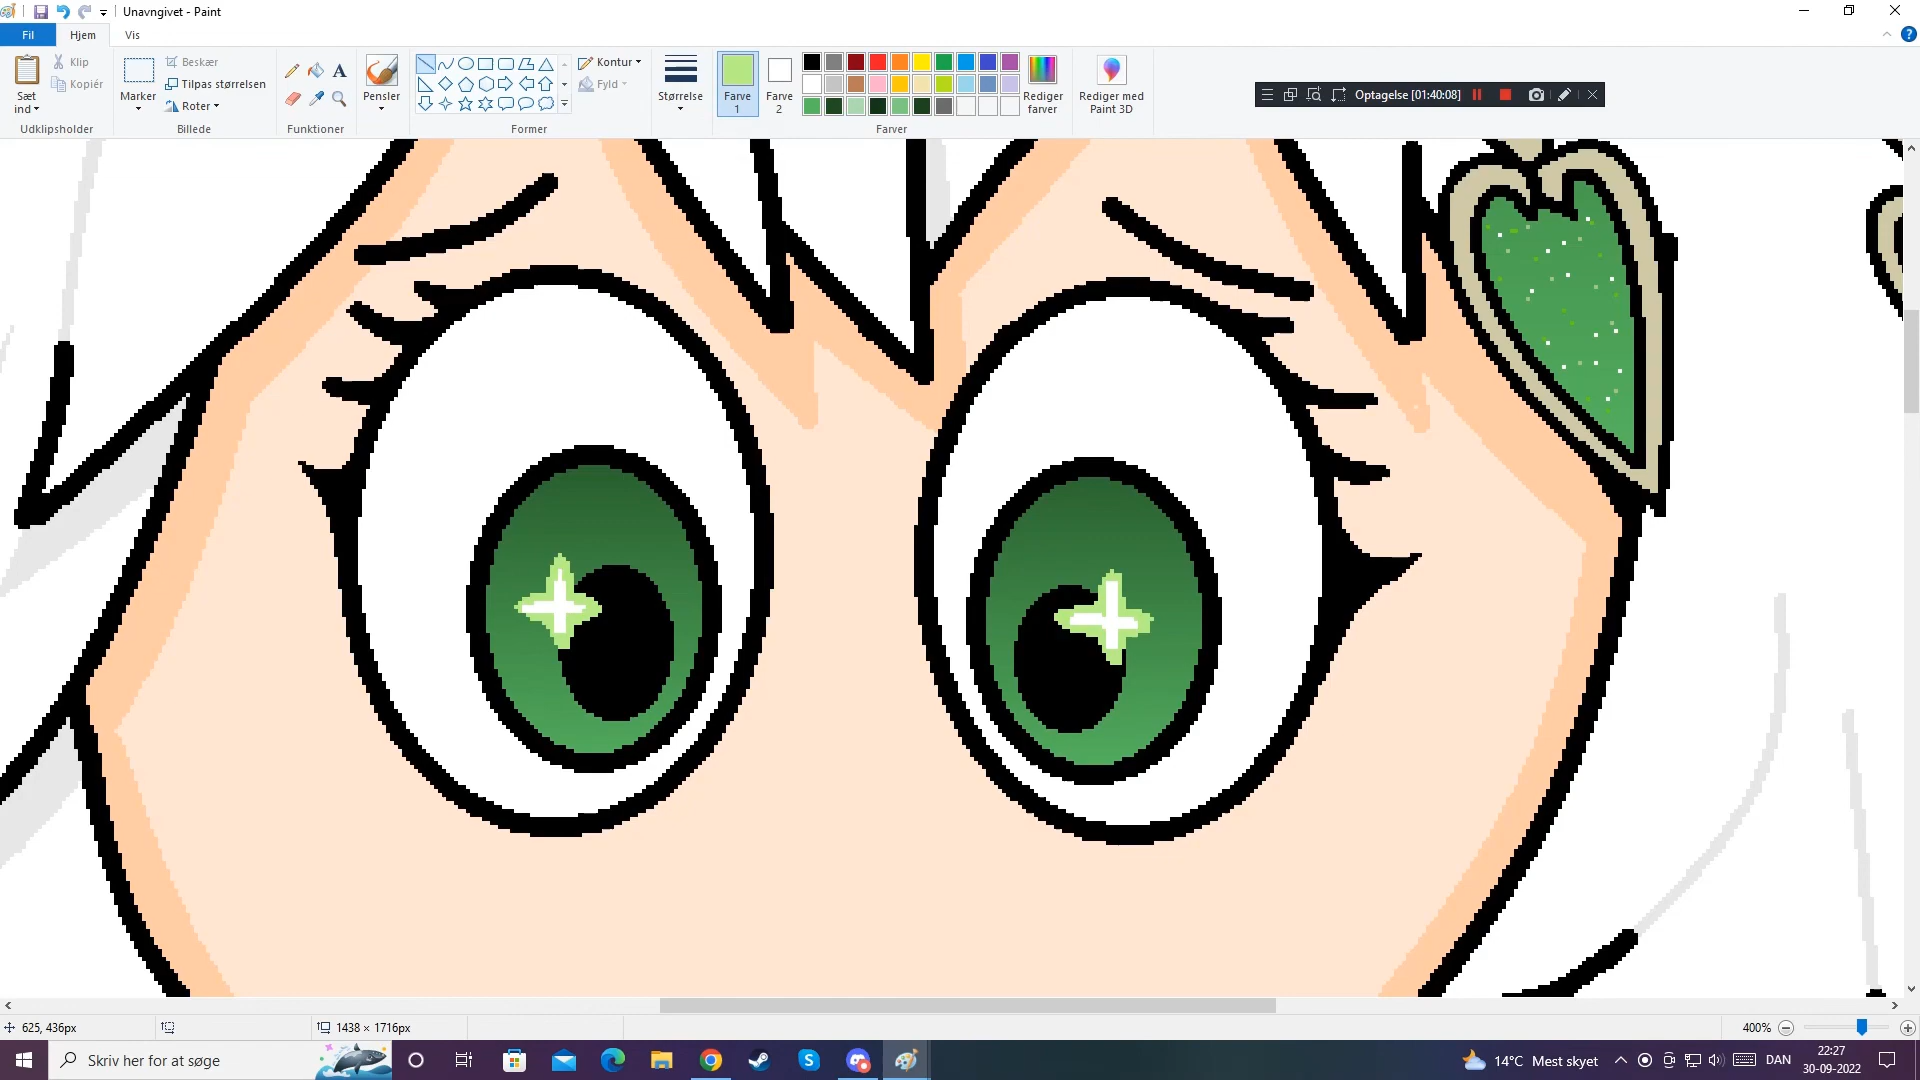 Unavngivet - Paint
Fil Hjem Vis
Sæt ind
Klip
Kopiér
Udklipsholder
Marker
Beskær
Tilpas størrelsen
Roter
Billede
A
Funktioner
Pensler
Former
Kontur
Fyld
Størrelse
Farve 1
Farve 2
Farver
Rediger farver
Rediger med Paint 3D
Optagelse [01:40:08]
625, 436px
1438 × 1716px
400%
Skriv her for at søge
14°C Mest skyet
DAN
22:27
30-09-2022